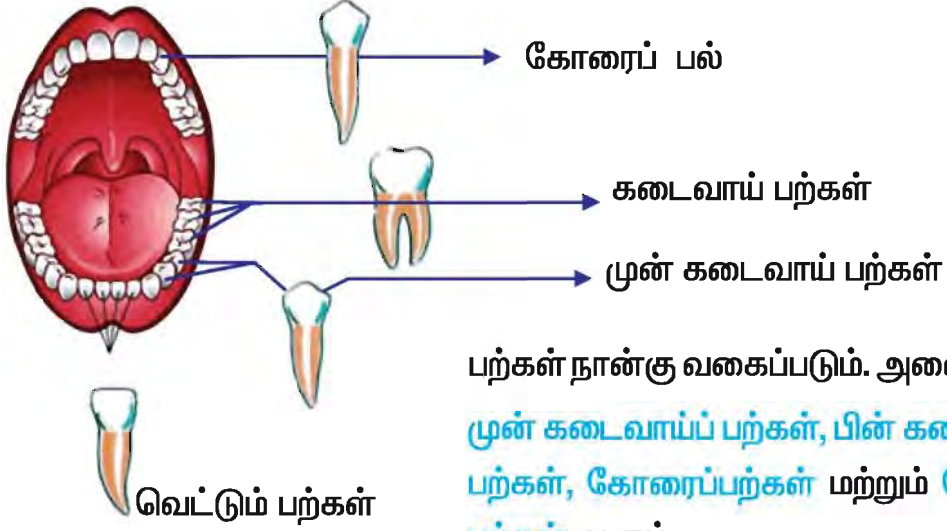 கோரைப் பல்
கடைவாய் பற்கள்
முன் கடைவாய் பற்கள்
வெட்டும் பற்கள்
பற்கள் நான்கு வகைப்படும்.
முன் கடைவாய்ப் பற்கள், பின்
பற்கள், கோரைப்பற்கள் மற்றும்